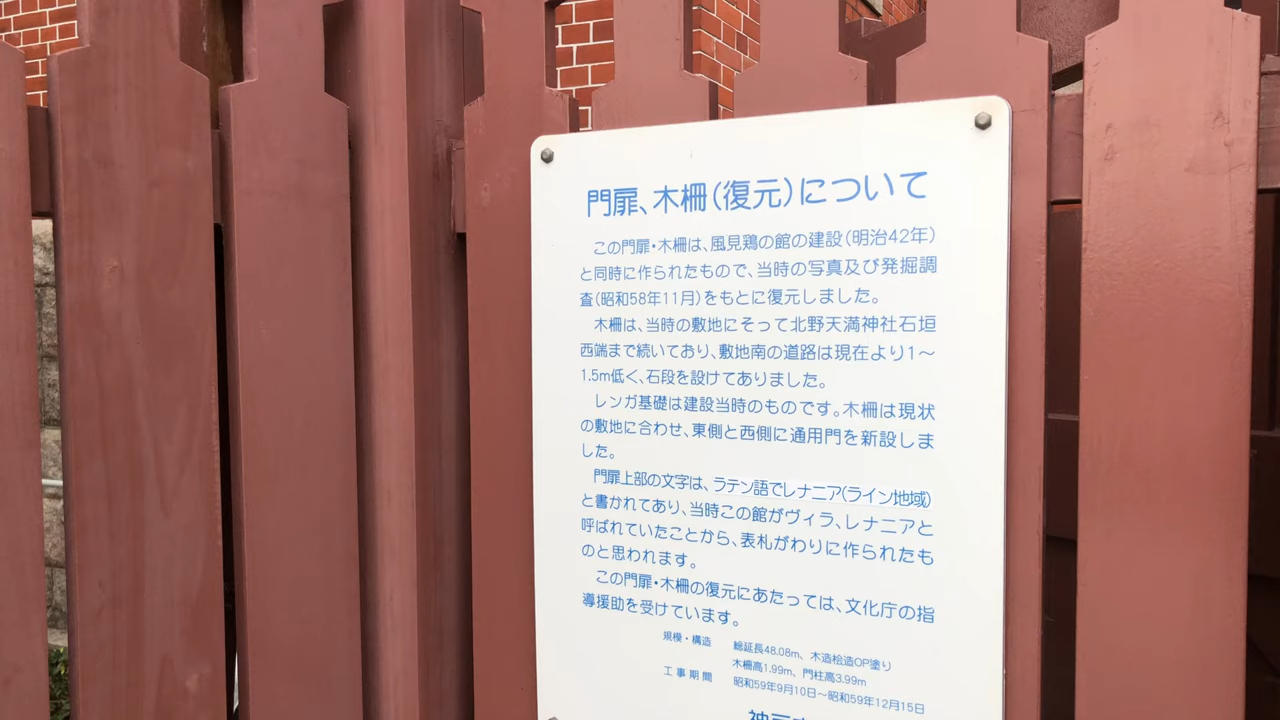 門扉、木柵(復元)について
この門扉・木柵は、風見鶏の館の建設(明治42年)
と同時に作られたもので、当時の写真及び発掘調
査(昭和58年11月)をもとに復元しました。
木柵は、当時の敷地にそって北野天満神社石垣
西端まで続いており、敷地南の道路は現在より1〜
1.5m低く、石段を設けてありました。
レンガ基礎は建設当時のものです。木柵は現状
の敷地に合わせ、東側と西側に通用門を新設しま
した。
門扉上部の文字は、ラテン語でレナニア(ライン地域)
と書かれてあり、当時この館がヴィラ、レナニアと
呼ばれていたことから、表札がわりに作られたも
のと思われます。
この門扉・木柵の復元にあたっては、文化庁の指
導援助を受けています。
規模・構造 総延長48.08m、木造桧造OP塗り
木柵高1.99m、門柱高3.99m
工事期間 昭和59年9月10日〜昭和59年12月15日